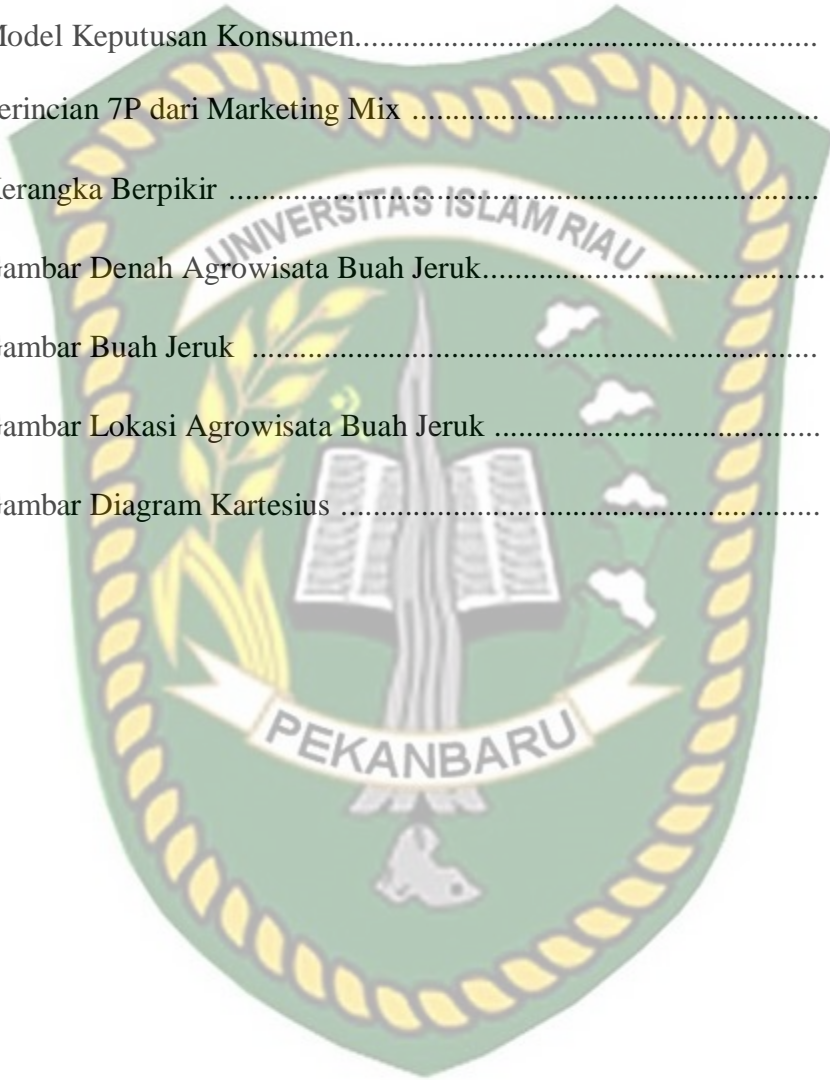 Model Keputusan Konsumen........................................................
erincian 7P dari Marketing Mix ..................................................
erangka Berpikir ........................................................................
UNIVERSITAS ISLAM RIAU
ambar Denah Agrowisata Buah Jeruk..........................................
ambar Buah Jeruk .....................................................................
ambar Lokasi Agrowisata Buah Jeruk ........................................
ambar Diagram Kartesius ...........................................................
PEKANBARU